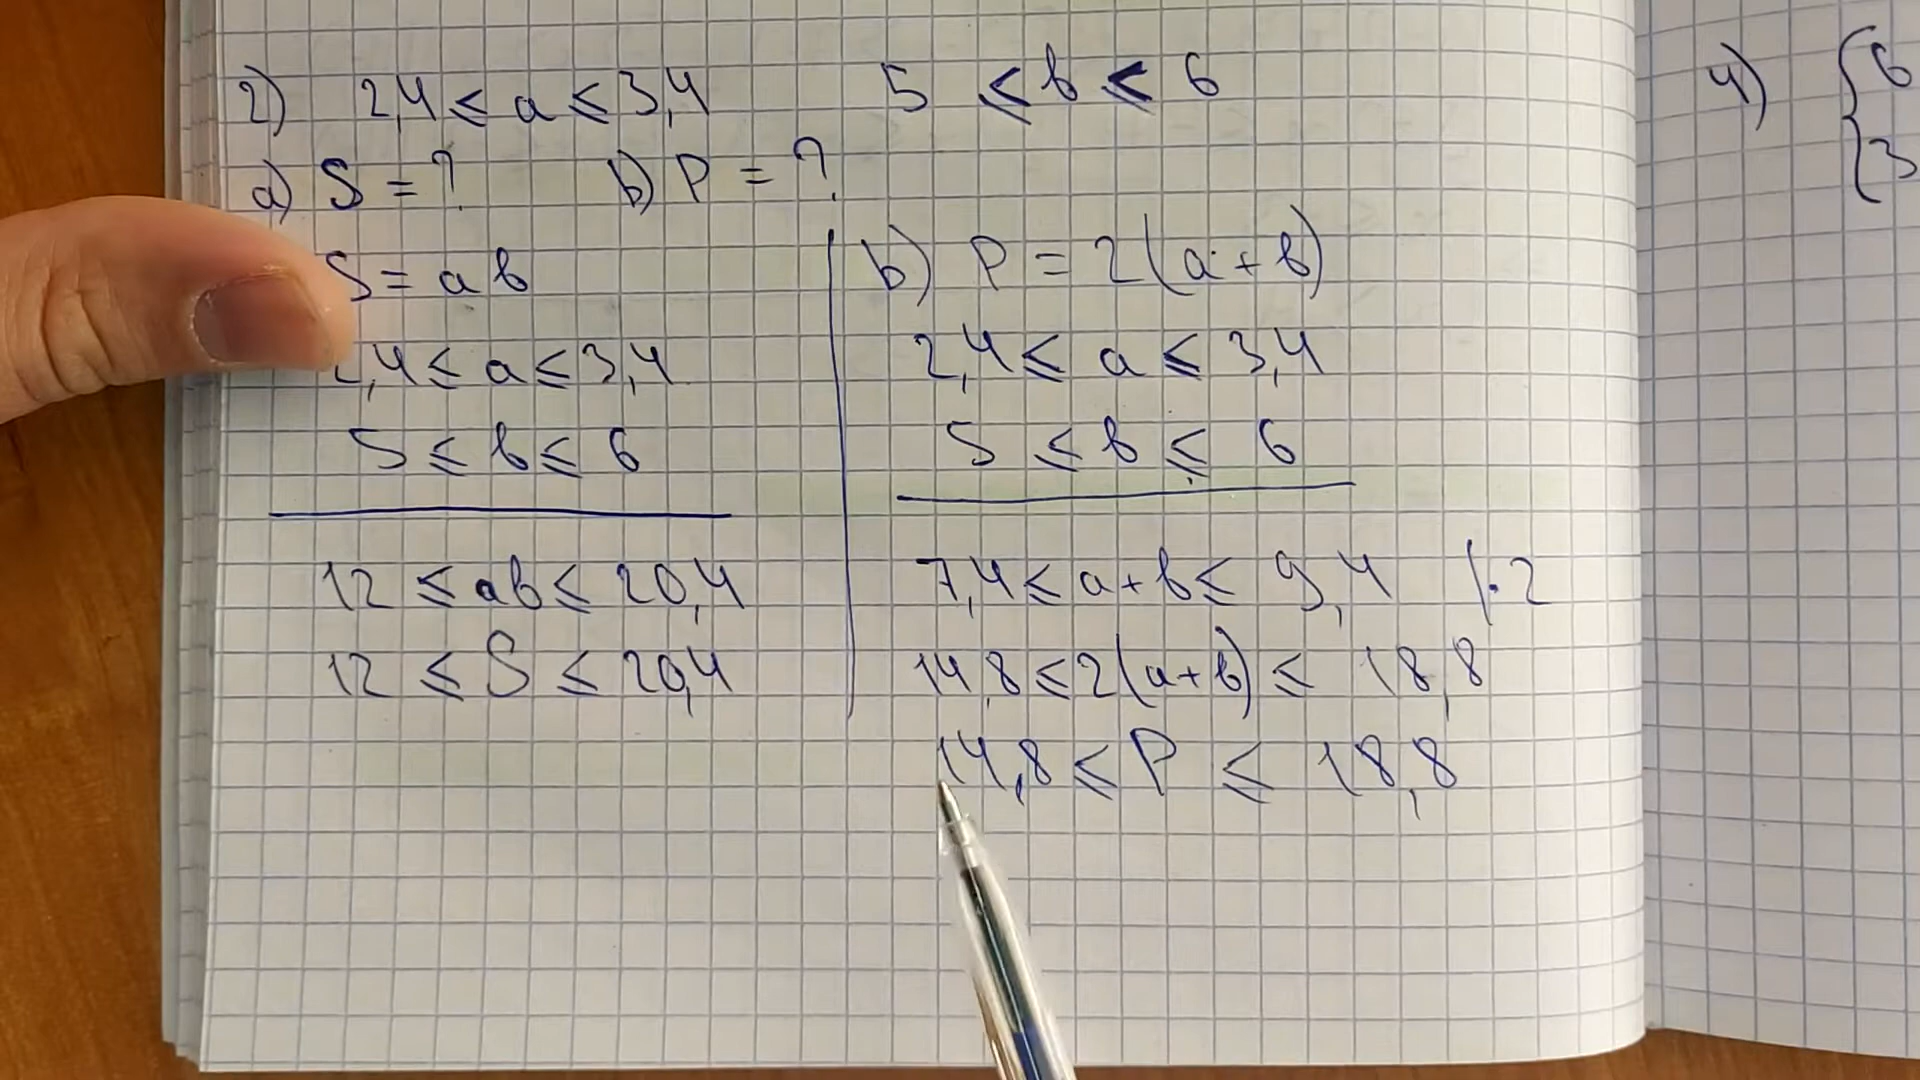 2) 2,4 ≤ a ≤ 3,4 5 ≤ в ≤ 6
a) S = ? b) P = ?
S = aв
2,4 ≤ a ≤ 3,4
5 ≤ в ≤ 6
12 ≤ aв ≤ 20,4
12 ≤ S ≤ 20,4
b) P = 2(a + в)
2,4 ≤ a ≤ 3,4
5 ≤ в ≤ 6
7,4 ≤ a + в ≤ 9,4 |·2
14,8 ≤ 2(a + в) ≤ 18,8
14,8 ≤ P ≤ 18,8
4) { 6
3